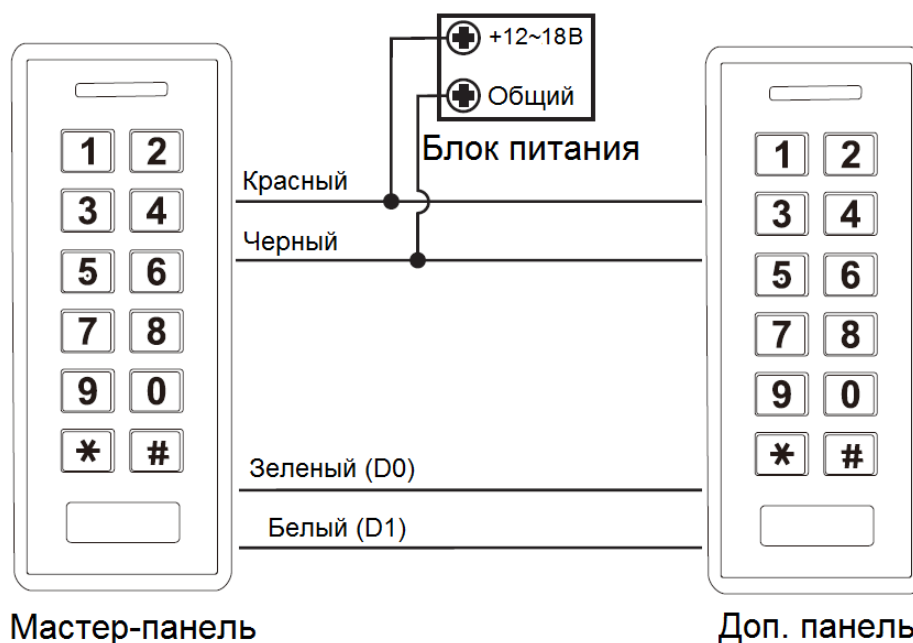 +12~18В
Общий
Блок питания
1 2
3 4
5 6
7 8
9 0
* #
Красный
Черный
Зеленый (D0)
Белый (D1)
1 2
3 4
5 6
7 8
9 0
* #
Мастер-панель
Доп. панель